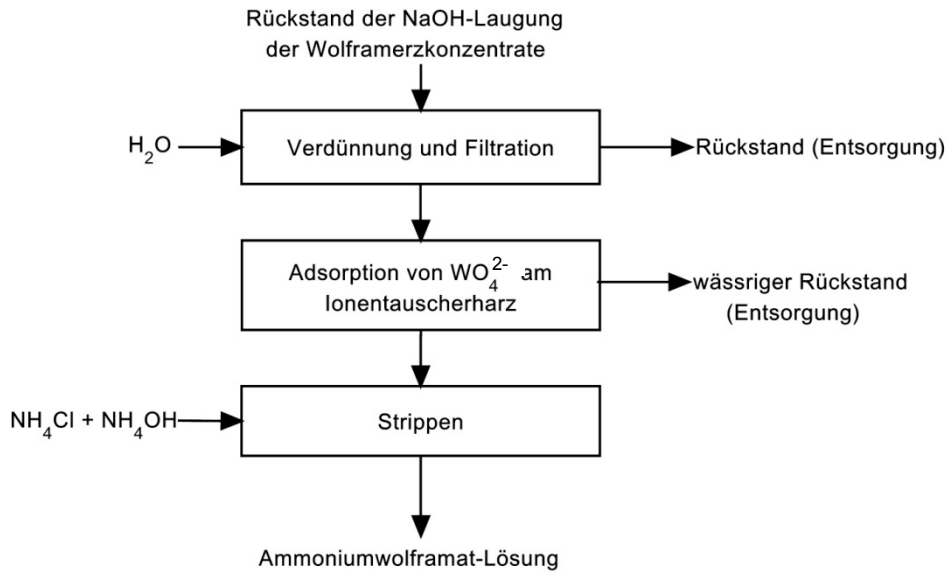 Rückstand der NaOH-Laugung
der Wolframerzkonzentrate
H₂O
Verdünnung und Filtration
Rückstand (Entsorgung)
Adsorption von WO₄²⁻ am
Ionentauscherharz
wässriger Rückstand
(Entsorgung)
NH₄Cl + NH₄OH
Strippen
Ammoniumwolframat-Lösung